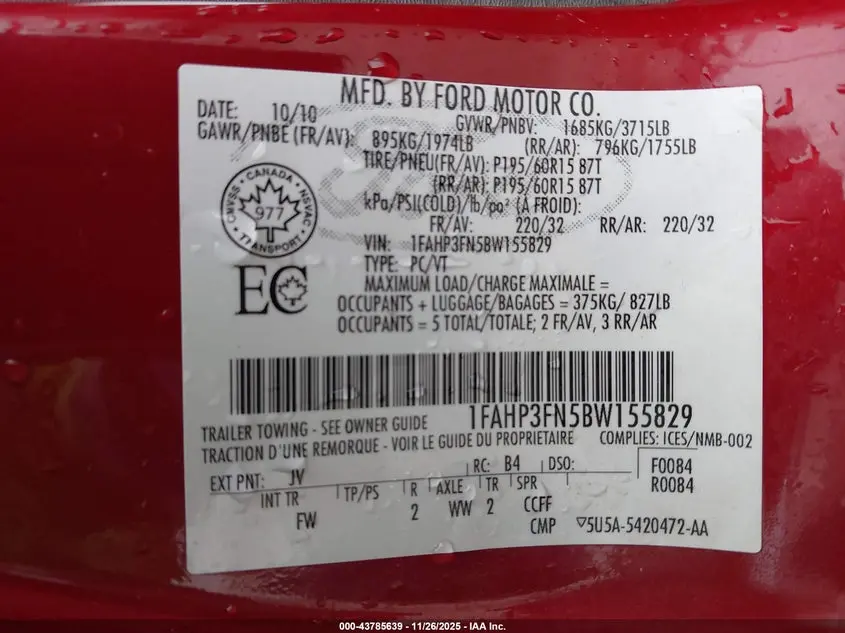 MFD. BY FORD MOTOR CO.
DATE: 10/10 GVWR/PNBV: 1685KG/3715LB
GAWR/PNBE (FR/AV): 895KG/1974LB (RR/AR): 796KG/1755LB
TIRE/PNEU(FR/AV): P195/60R15 87T
(RR/AR): P195/60R15 87T
kPa/PSI(COLD)/lb/po² (À FROID):
FR/AV: 220/32 RR/AR: 220/32
CANADA
CMVSS NSVAC
977
TRANSPORT
VIN: 1FAHP3FN5BW155829
TYPE: PC/VT
EC
MAXIMUM LOAD/CHARGE MAXIMALE =
OCCUPANTS + LUGGAGE/BAGAGES = 375KG/ 827LB
OCCUPANTS = 5 TOTAL/TOTALE; 2 FR/AV, 3 RR/AR
1FAHP3FN5BW155829
TRAILER TOWING - SEE OWNER GUIDE
TRACTION D'UNE REMORQUE - VOIR LE GUIDE DU PROPRIETAIRE COMPLIES: ICES/NMB-002
EXT PNT: JV RC: B4 DSO: F0084
R0084
INT TR TP/PS R AXLE TR SPR
FW 2 WW 2 CCFF
CMP ▽5U5A-5420472-AA
000-43785639 - 11/26/2025 - IAA Inc.